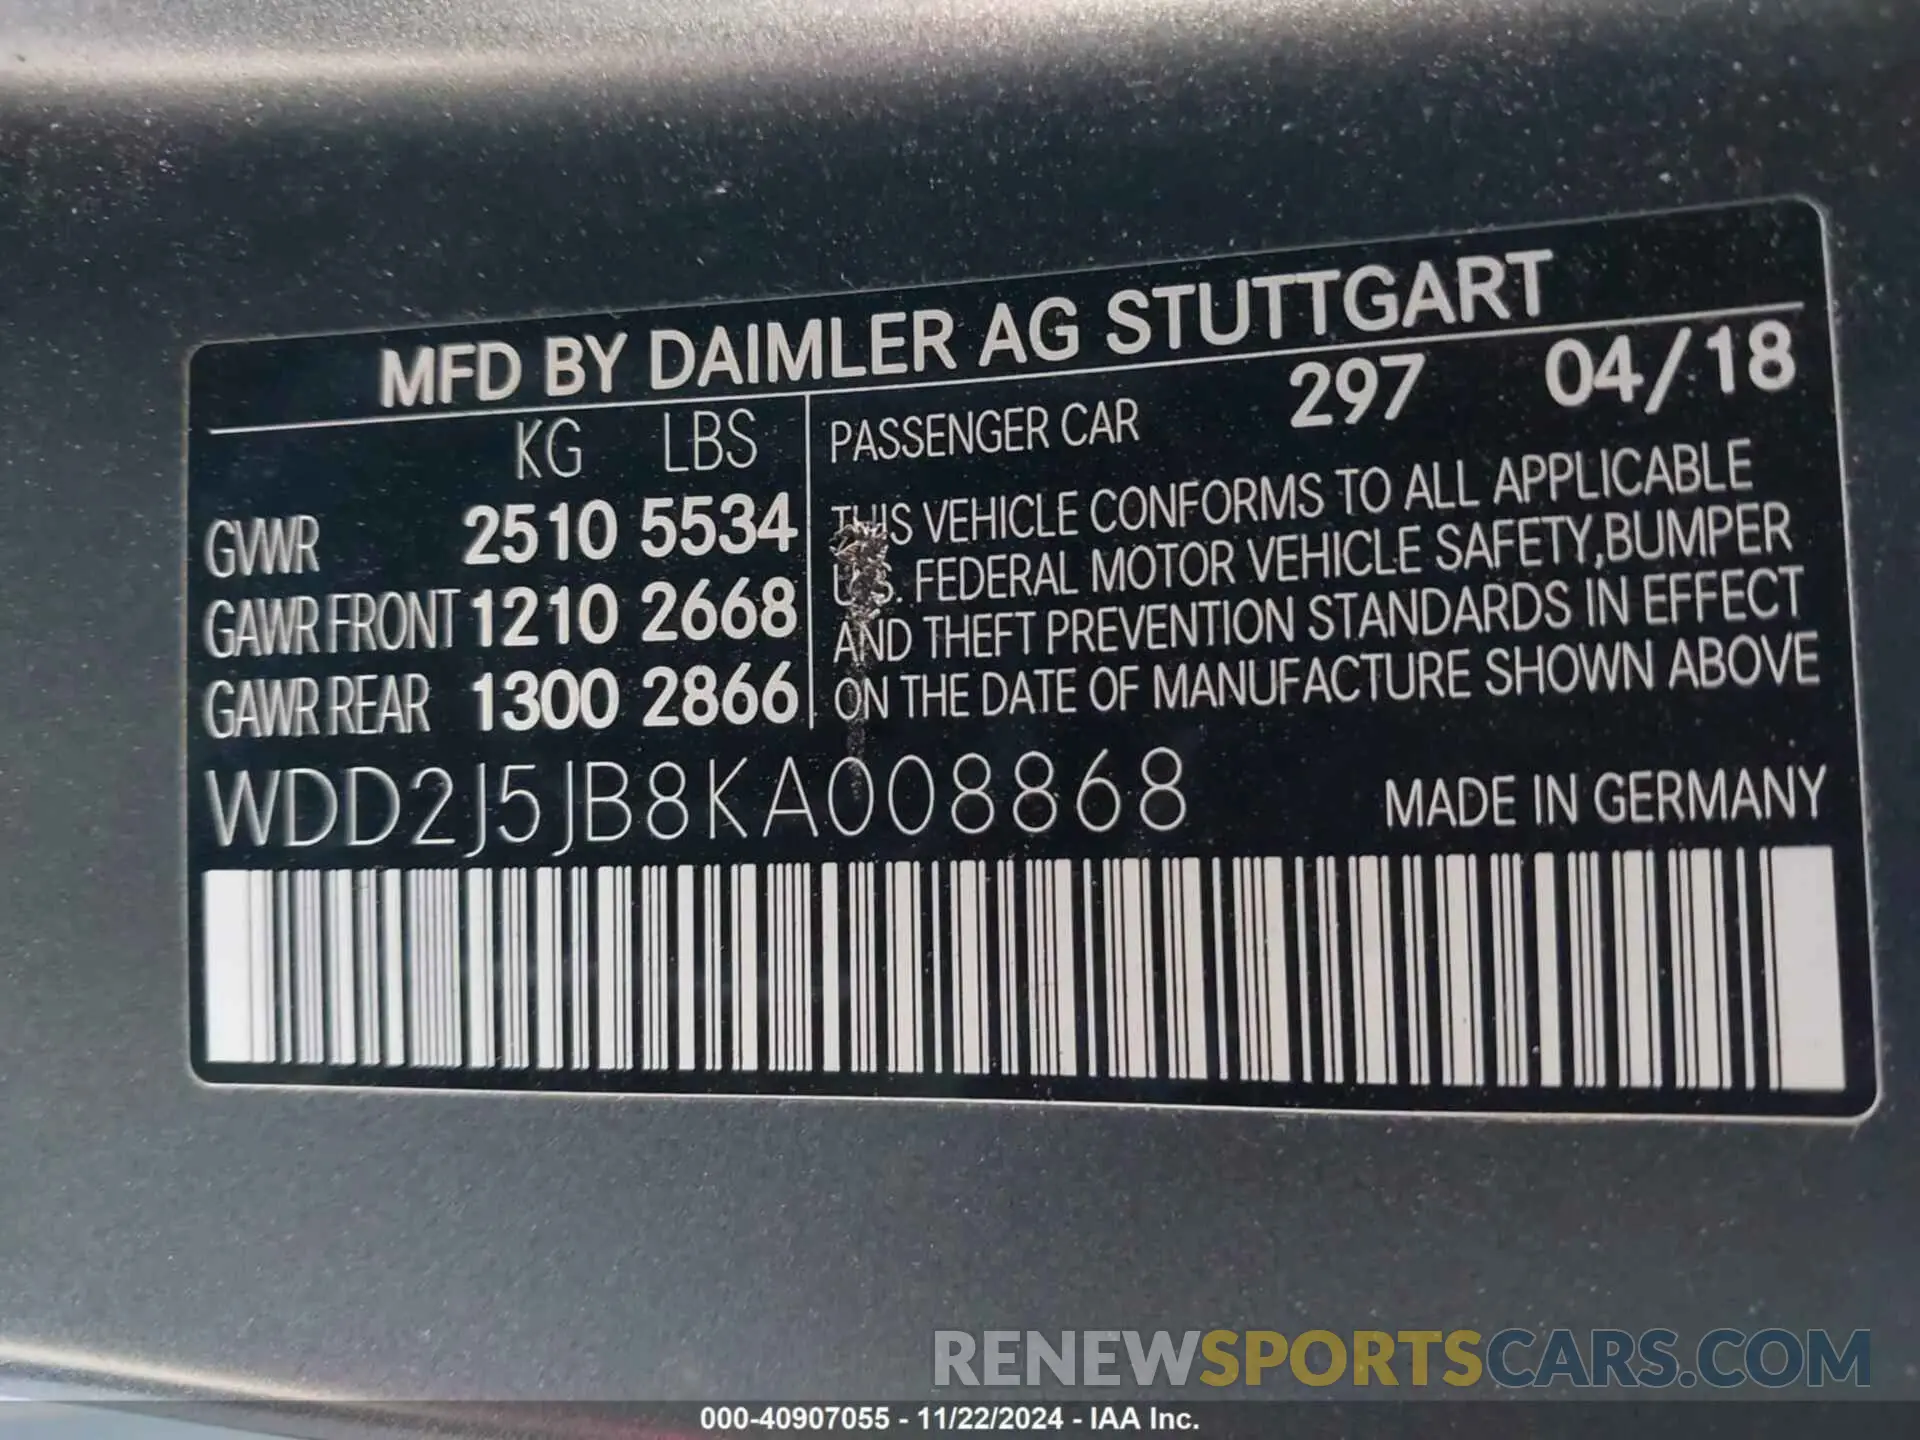 MFD BY DAIMLER AG STUTTGART
KG LBS
GVWR 2510 5534
GAWR FRONT 1210 2668
GAWR REAR 1300 2866
PASSENGER CAR 297 04/18
THIS VEHICLE CONFORMS TO ALL APPLICABLE
U.S. FEDERAL MOTOR VEHICLE SAFETY,BUMPER
AND THEFT PREVENTION STANDARDS IN EFFECT
ON THE DATE OF MANUFACTURE SHOWN ABOVE
WDD2J5JB8KA008868 MADE IN GERMANY
RENEWSPORTSCARS.COM
000-40907055 - 11/22/2024 - IAA Inc.